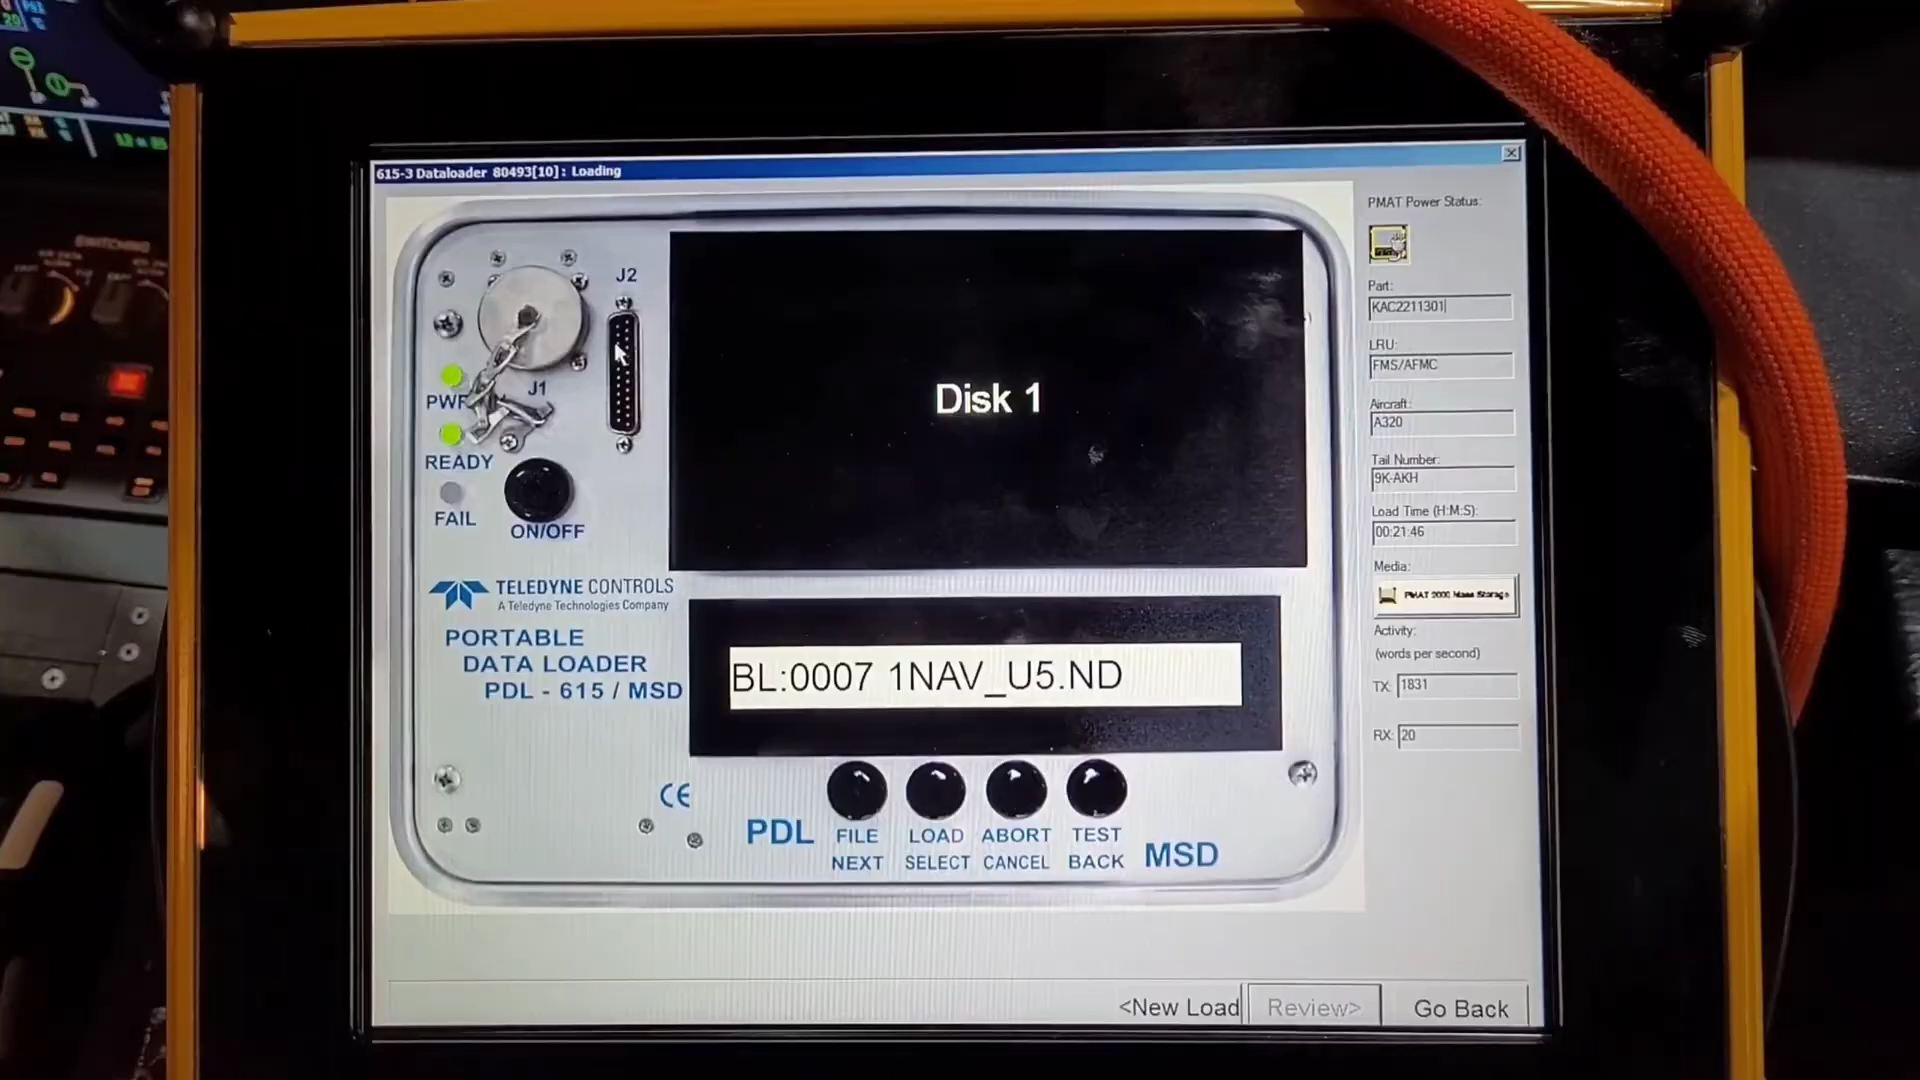 615-3 Dataloader 80493[10] : Loading
PMAT Power Status:
J2
Part:
KAC2211301
Disk 1
LRU:
FMS/AFMC
J1
PWR
Aircraft:
A320
READY
Tail Number:
9K-AKH
FAIL
ON/OFF
Load Time (H:M:S):
00:21:46
Media:
PMAT 2000 Mass Storage
TELEDYNE CONTROLS
A Teledyne Technologies Company
PORTABLE
DATA LOADER
PDL - 615 / MSD
BL:0007 1NAV_U5.ND
Activity:
(words per second)
TX: 1831
RX: 20
CE
PDL
FILE LOAD ABORT TEST
NEXT SELECT CANCEL BACK
MSD
<New Load
Review>
Go Back